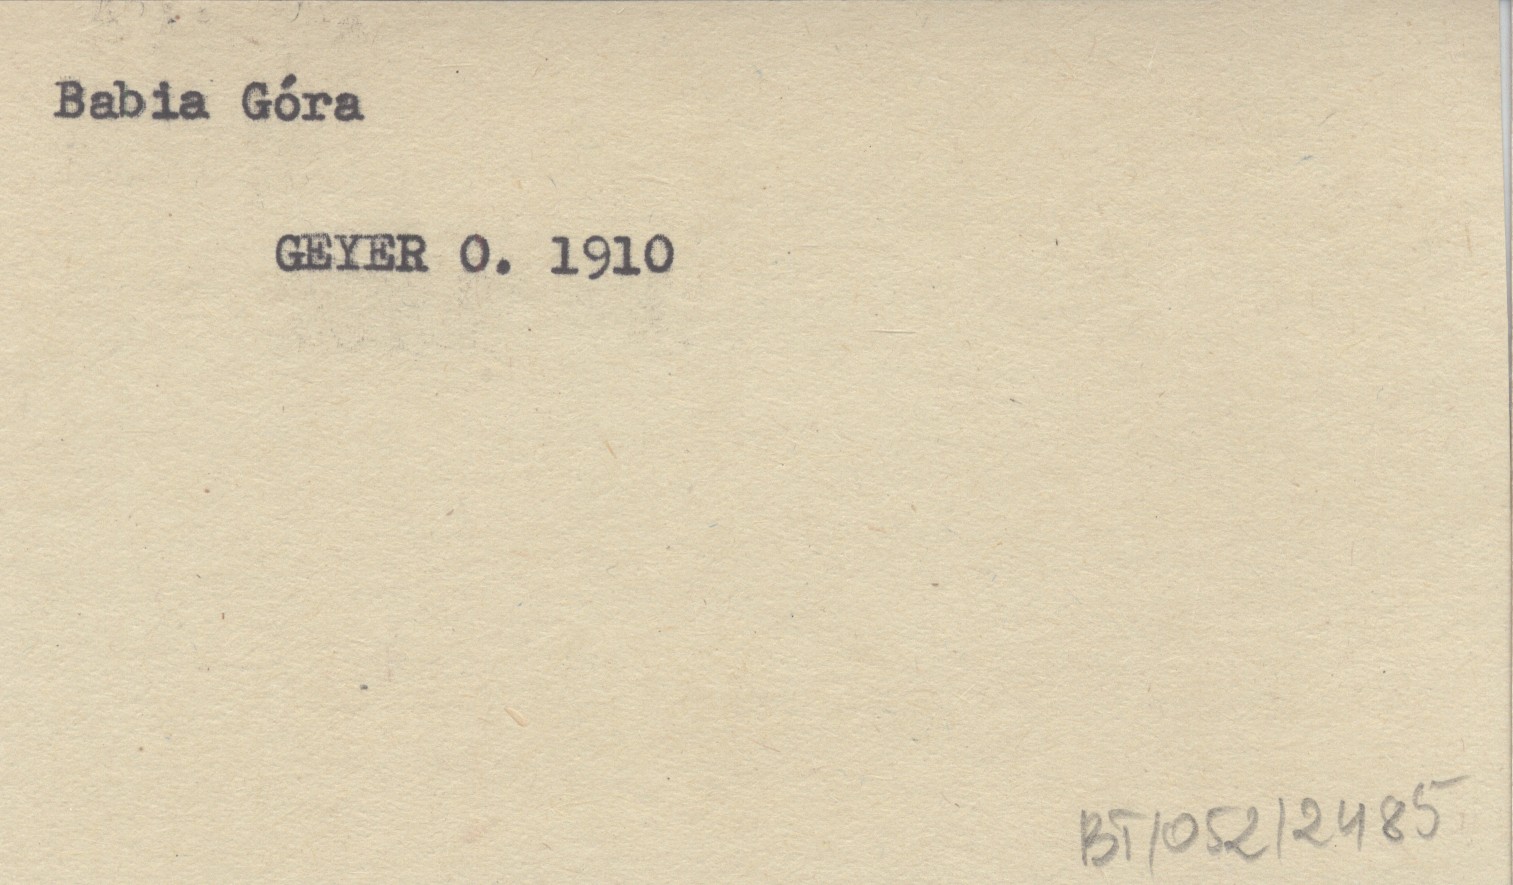 Babia Góra
GEYER O. 1910
BT/052/2485